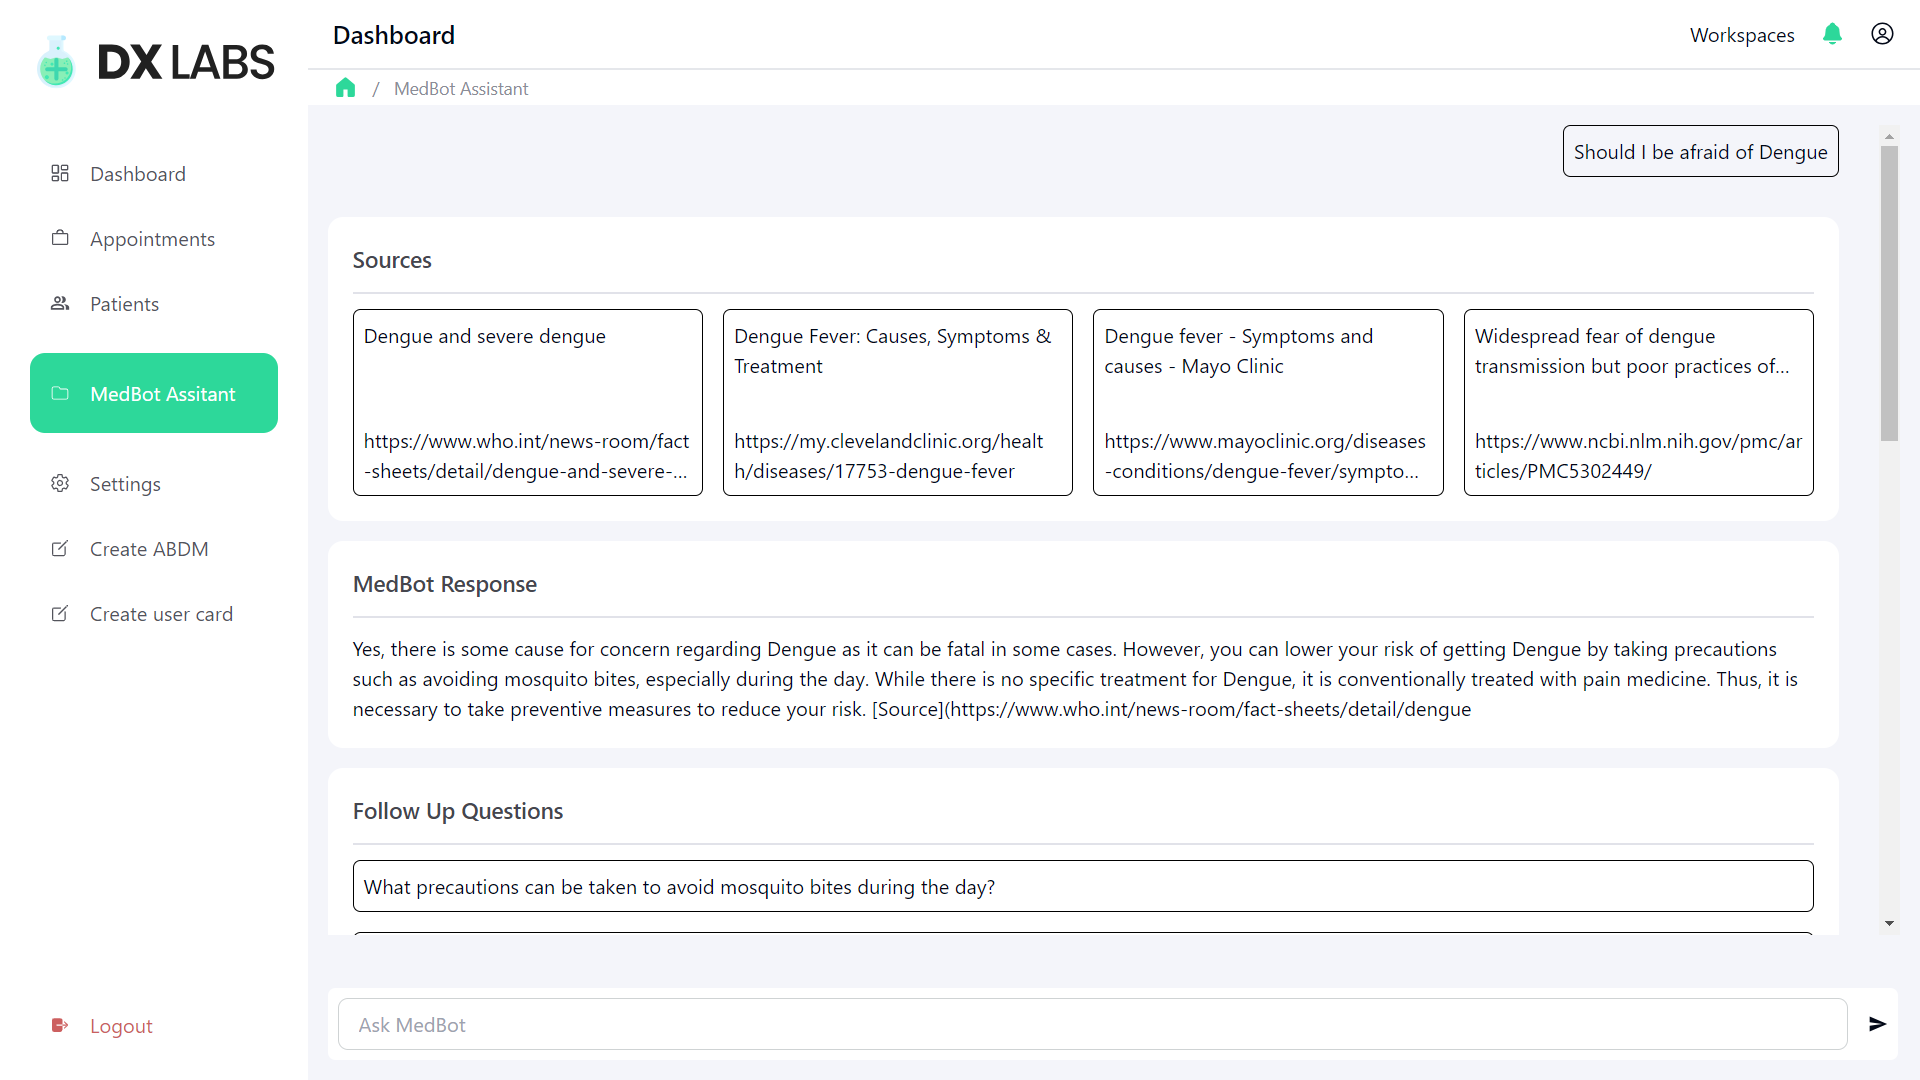 DX LABS
Dashboard
Appointments
Patients
MedBot Assitant
Settings
Create ABDM
Create user card
Logout
Dashboard
Workspaces
/ MedBot Assistant
Should I be afraid of Dengue
Sources
Dengue and severe dengue
https://www.who.int/news-room/fact
-sheets/detail/dengue-and-severe-...
Dengue Fever: Causes, Symptoms &
Treatment
https://my.clevelandclinic.org/healt
h/diseases/17753-dengue-fever
Dengue fever - Symptoms and
causes - Mayo Clinic
https://www.mayoclinic.org/diseases
-conditions/dengue-fever/sympto...
Widespread fear of dengue
transmission but poor practices of...
https://www.ncbi.nlm.nih.gov/pmc/ar
ticles/PMC5302449/
MedBot Response
Yes, there is some cause for concern regarding Dengue as it can be fatal in some cases. However, you can lower your risk of getting Dengue by taking precautions
such as avoiding mosquito bites, especially during the day. While there is no specific treatment for Dengue, it is conventionally treated with pain medicine. Thus, it is
necessary to take preventive measures to reduce your risk. [Source](https://www.who.int/news-room/fact-sheets/detail/dengue
Follow Up Questions
What precautions can be taken to avoid mosquito bites during the day?
Ask MedBot